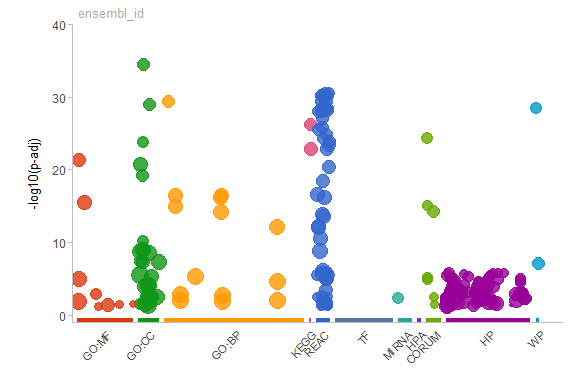 ensembl_id
40
30
20
10
0
-log10(p-adj)
GO:MF
GO:CC
GO:BP
KEGG
REAC
TF
MIRNA
HPA
CORUM
HP
WP